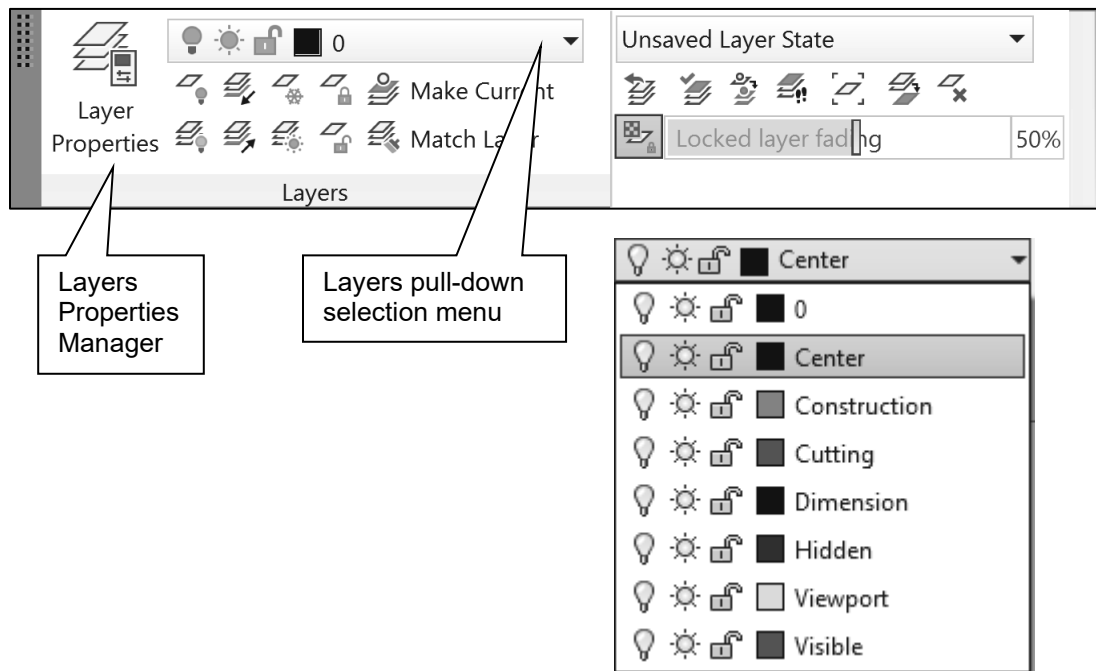 0
Unsaved Layer State
Layer
Properties
Make Current
Match Layer
Locked layer fading
50%
Layers
Layers
Properties
Manager
Layers pull-down
selection menu
Center
0
Center
Construction
Cutting
Dimension
Hidden
Viewport
Visible